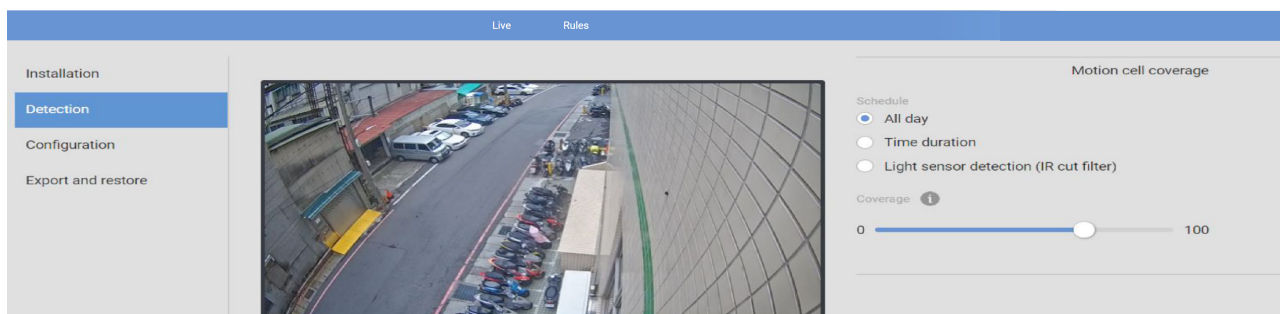 Live Rules
Installation
Detection
Configuration
Export and restore
Motion cell coverage
Schedule
All day
Time duration
Light sensor detection (IR cut filter)
Coverage i
0 100